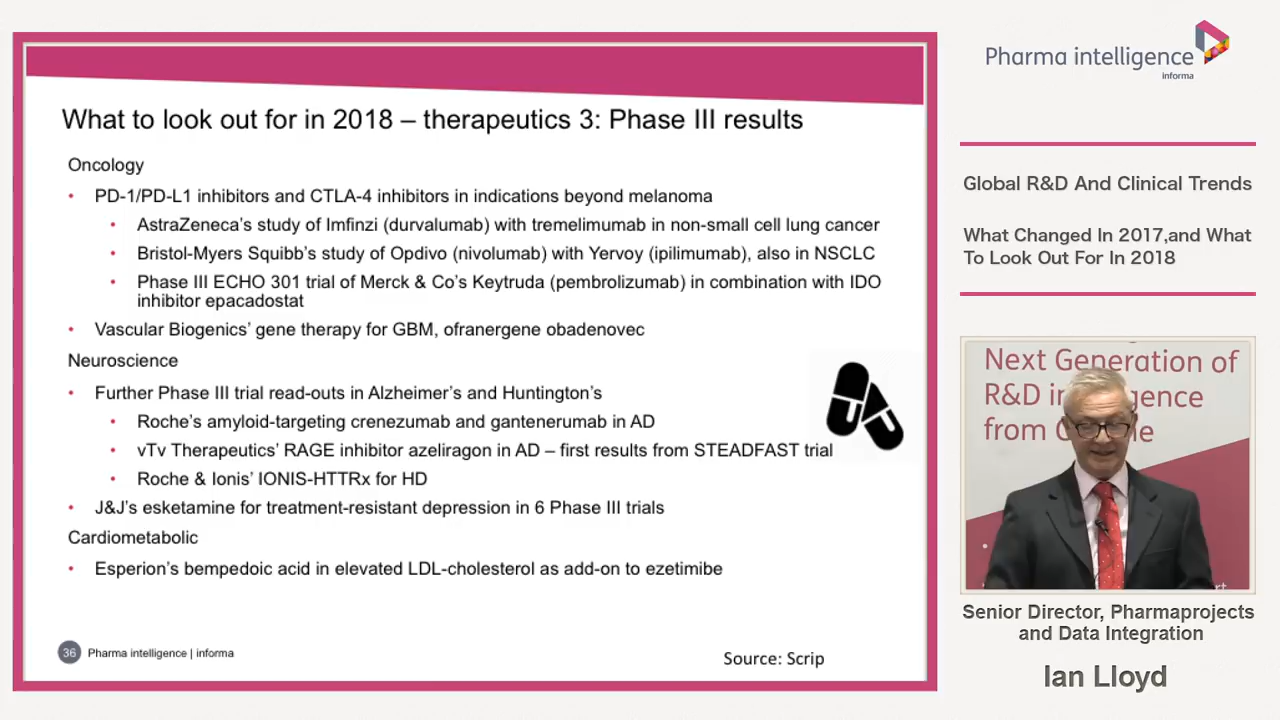 What to look out for in 2018 – therapeutics 3: Phase III results
Oncology
• PD-1/PD-L1 inhibitors and CTLA-4 inhibitors in indications beyond melanoma
• AstraZeneca's study of Imfinzi (durvalumab) with tremelimumab in non-small cell lung cancer
• Bristol-Myers Squibb's study of Opdivo (nivolumab) with Yervoy (ipilimumab), also in NSCLC
• Phase III ECHO 301 trial of Merck & Co's Keytruda (pembrolizumab) in combination with IDO
inhibitor epacadostat
• Vascular Biogenics' gene therapy for GBM, ofranergene obadenovec
Neuroscience
• Further Phase III trial read-outs in Alzheimer's and Huntington's
• Roche's amyloid-targeting crenezumab and gantenerumab in AD
• vTv Therapeutics' RAGE inhibitor azeliragon in AD – first results from STEADFAST trial
• Roche & Ionis' IONIS-HTTRx for HD
• J&J's esketamine for treatment-resistant depression in 6 Phase III trials
Cardiometabolic
• Esperion's bempedoic acid in elevated LDL-cholesterol as add-on to ezetimibe
36 Pharma intelligence | informa
Source: Scrip
Pharma intelligence
informa
Global R&D And Clinical Trends
What Changed In 2017,and What
To Look Out For In 2018
Next Generation of
R&D in gence
from
Senior Director, Pharmaprojects
and Data Integration
Ian Lloyd